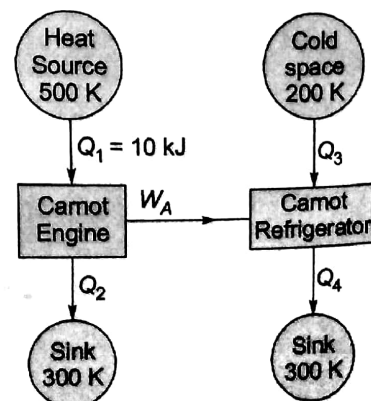 Heat
Source
500 K
Cold
space
200 K
Q₁ = 10 kJ
Q₃
Carnot
Engine
W_A
Carnot
Refrigerator
Q₂
Q₄
Sink
300 K
Sink
300 K